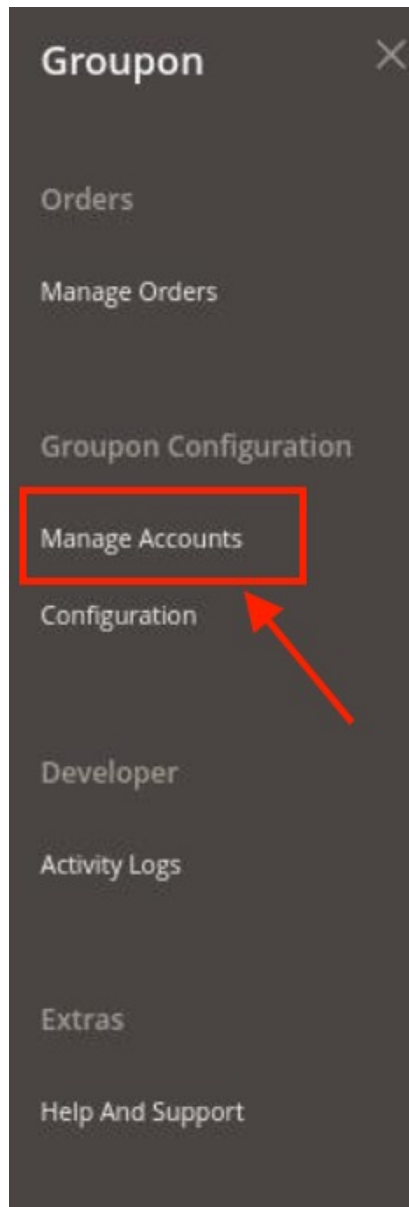 Groupon
Orders
Manage Orders
Groupon Configuration
Manage Accounts
Configuration
Developer
Activity Logs
Extras
Help And Support